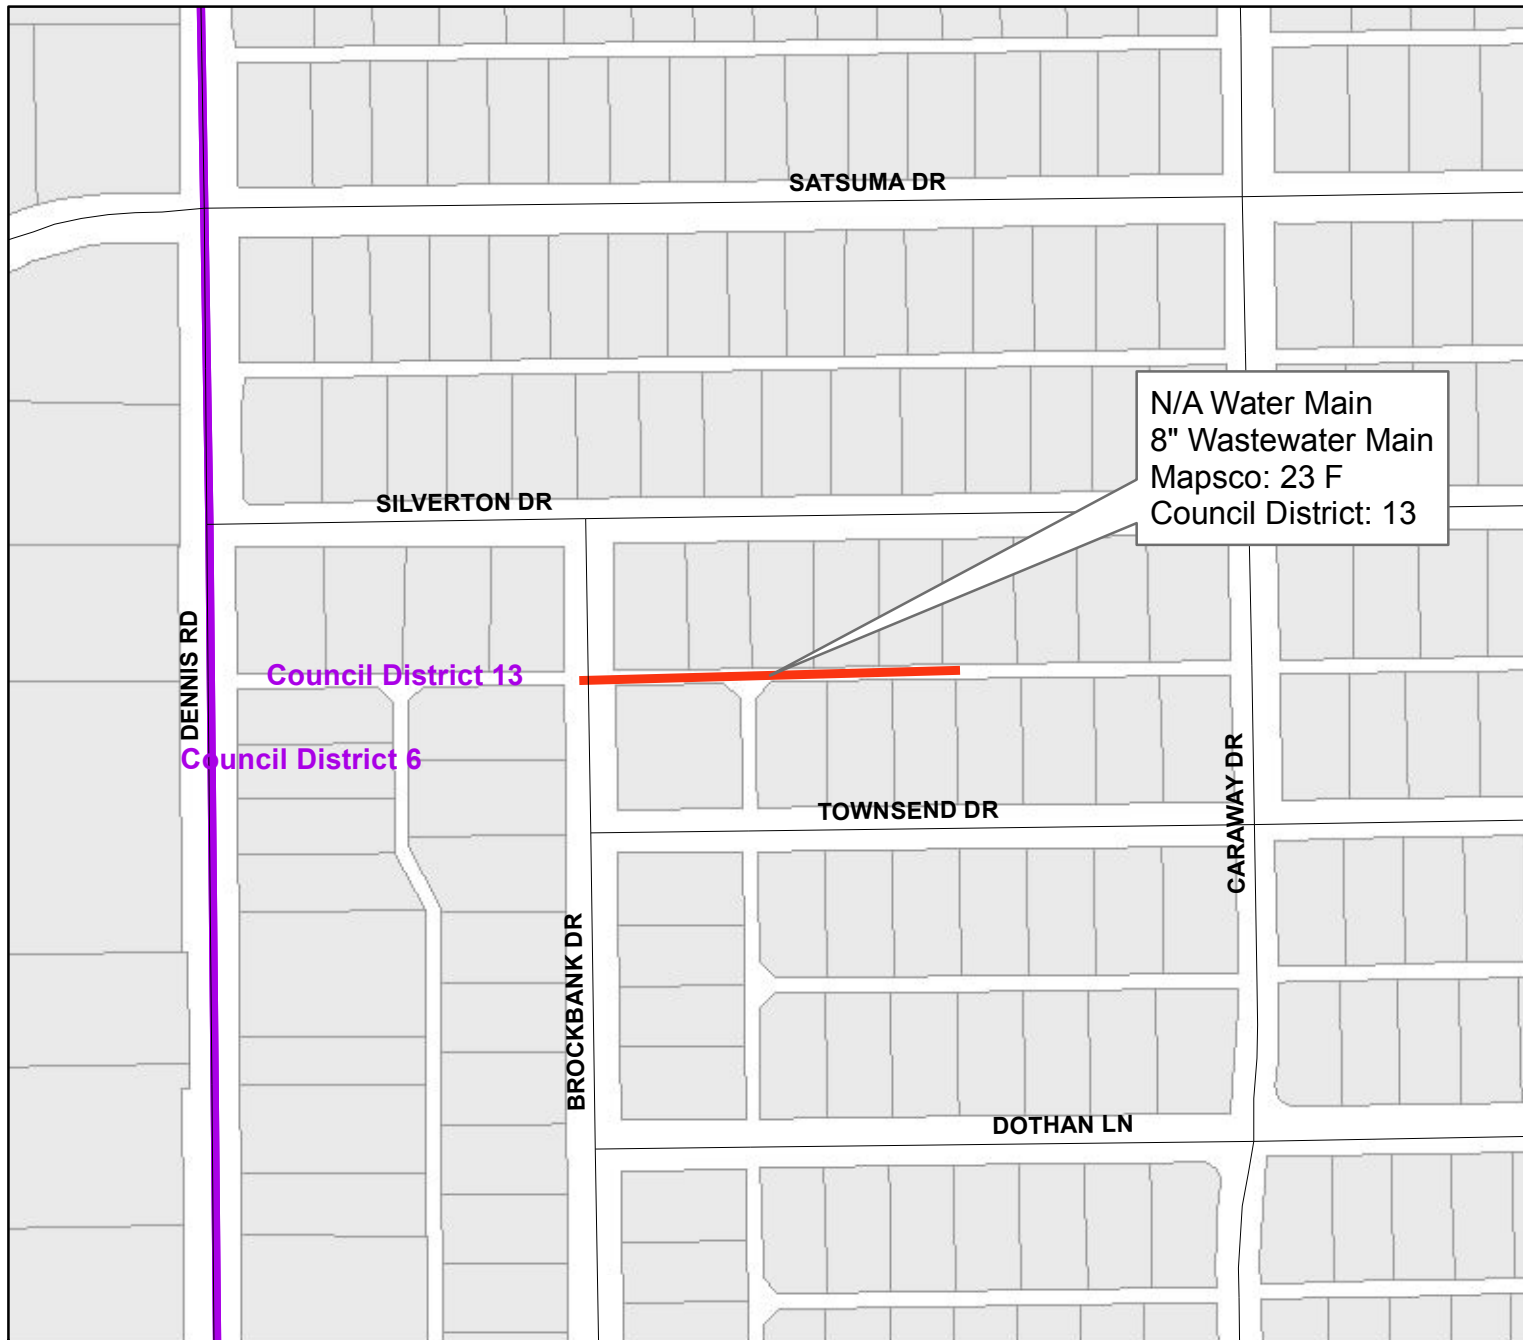 SATSUMA DR
N/A Water Main
8" Wastewater Main
Mapsco: 23 F
Council District: 13
SILVERTON DR
DENNIS RD
Council District 13
Council District 6
CARAWAY DR
TOWNSEND DR
BROCKBANK DR
DOTHAN LN